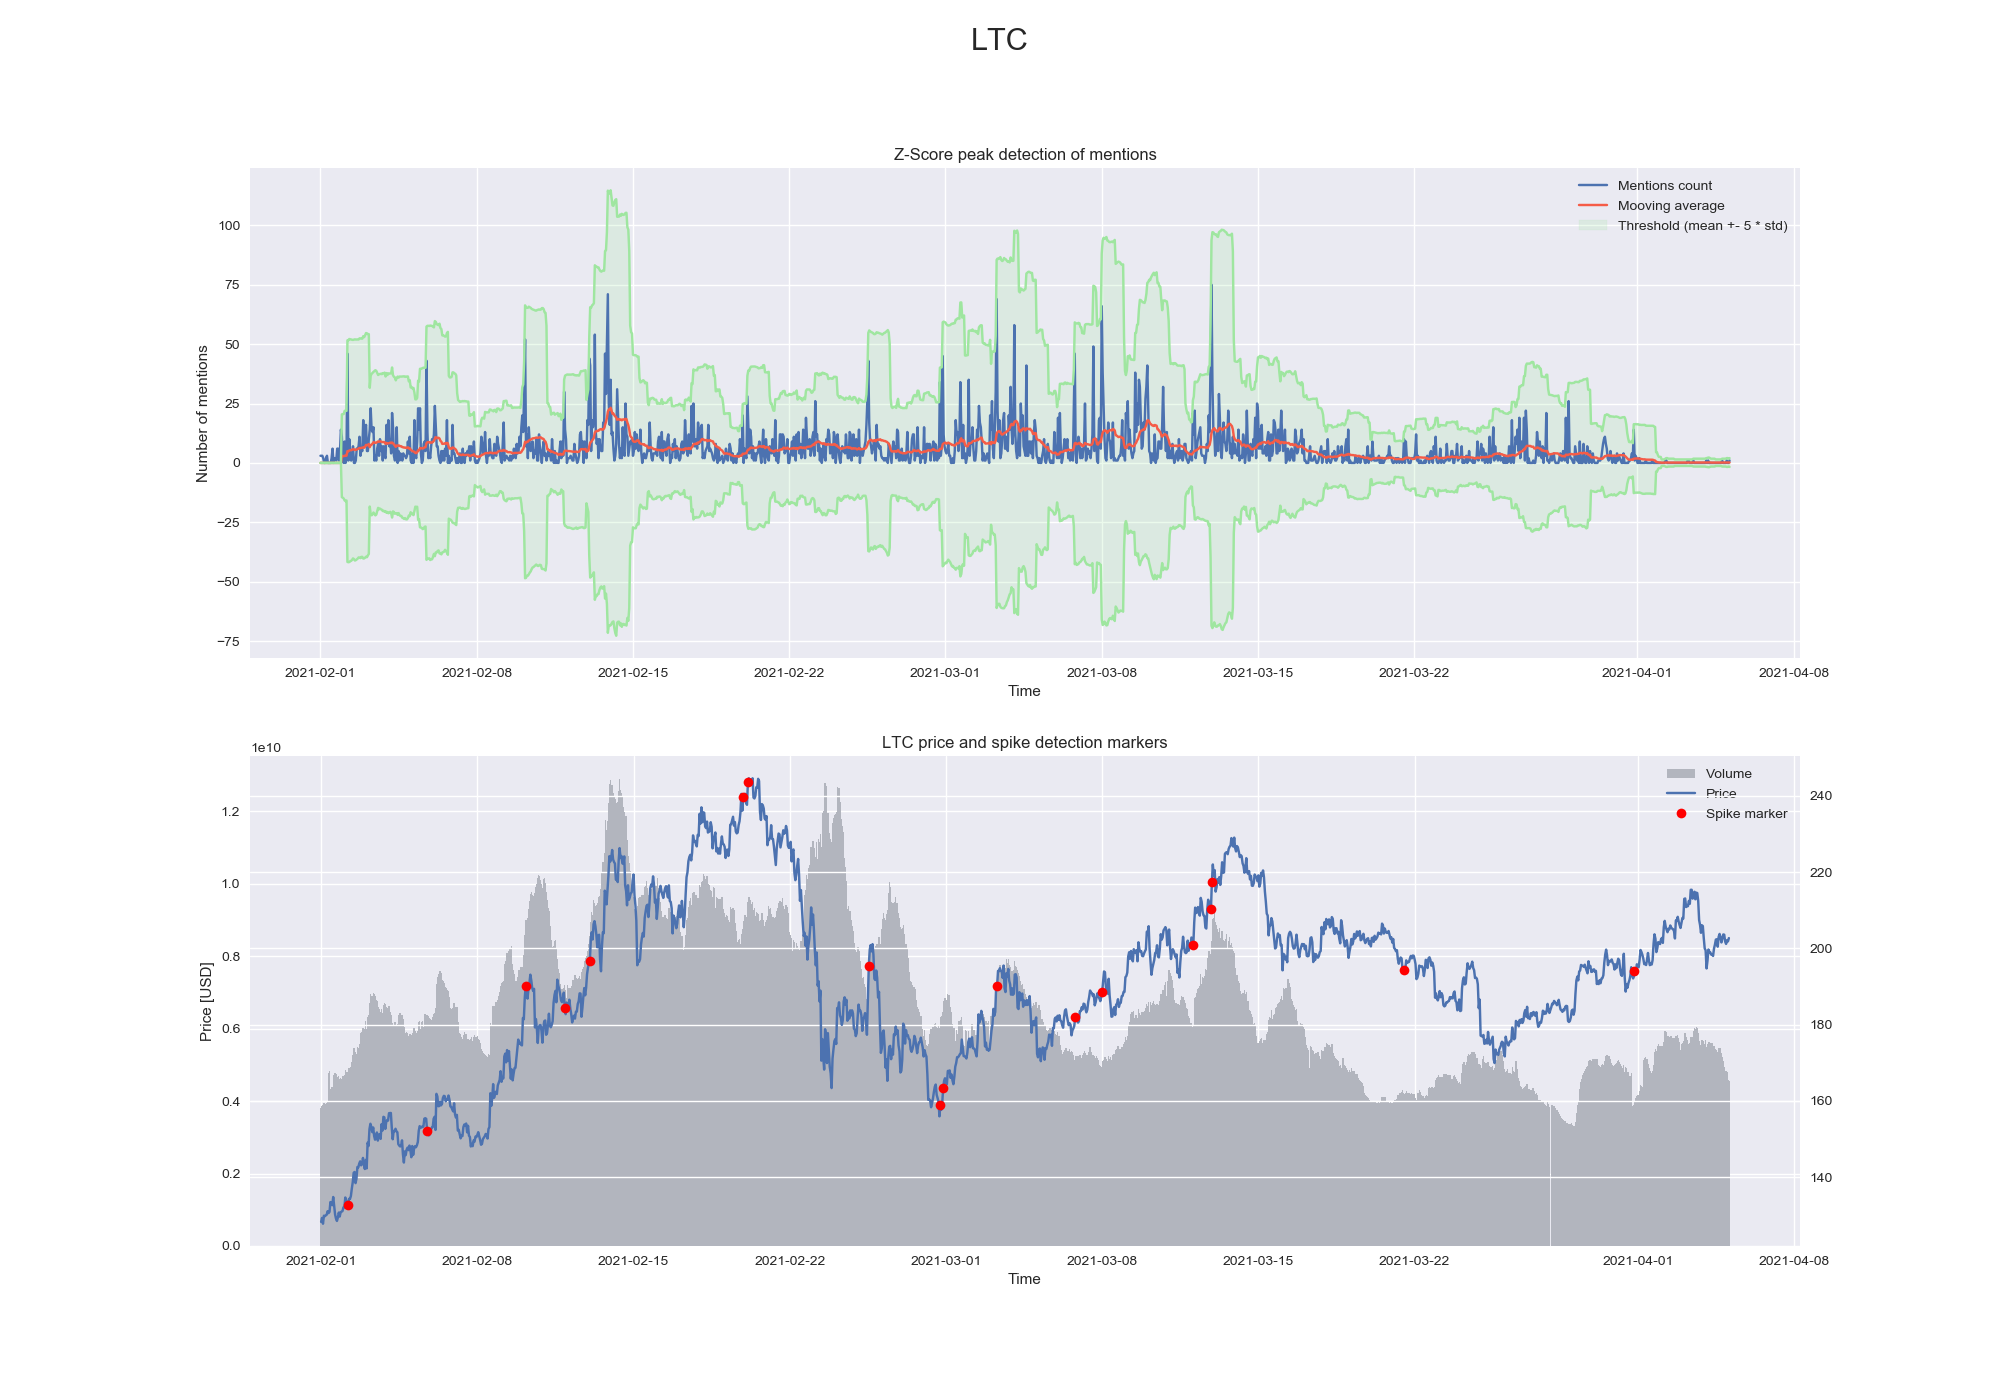 LTC
Z-Score peak detection of mentions
Mentions count
Mooving average
Threshold (mean +- 5 * std)
Number of mentions
100
75
50
25
0
−25
−50
−75
2021-02-01 2021-02-08 2021-02-15 2021-02-22 2021-03-01 2021-03-08 2021-03-15 2021-03-22 2021-04-01 2021-04-08
Time
LTC price and spike detection markers
1e10
Volume
Price
Spike marker
Price [USD]
1.2
1.0
0.8
0.6
0.4
0.2
0.0
240
220
200
180
160
140
2021-02-01 2021-02-08 2021-02-15 2021-02-22 2021-03-01 2021-03-08 2021-03-15 2021-03-22 2021-04-01 2021-04-08
Time